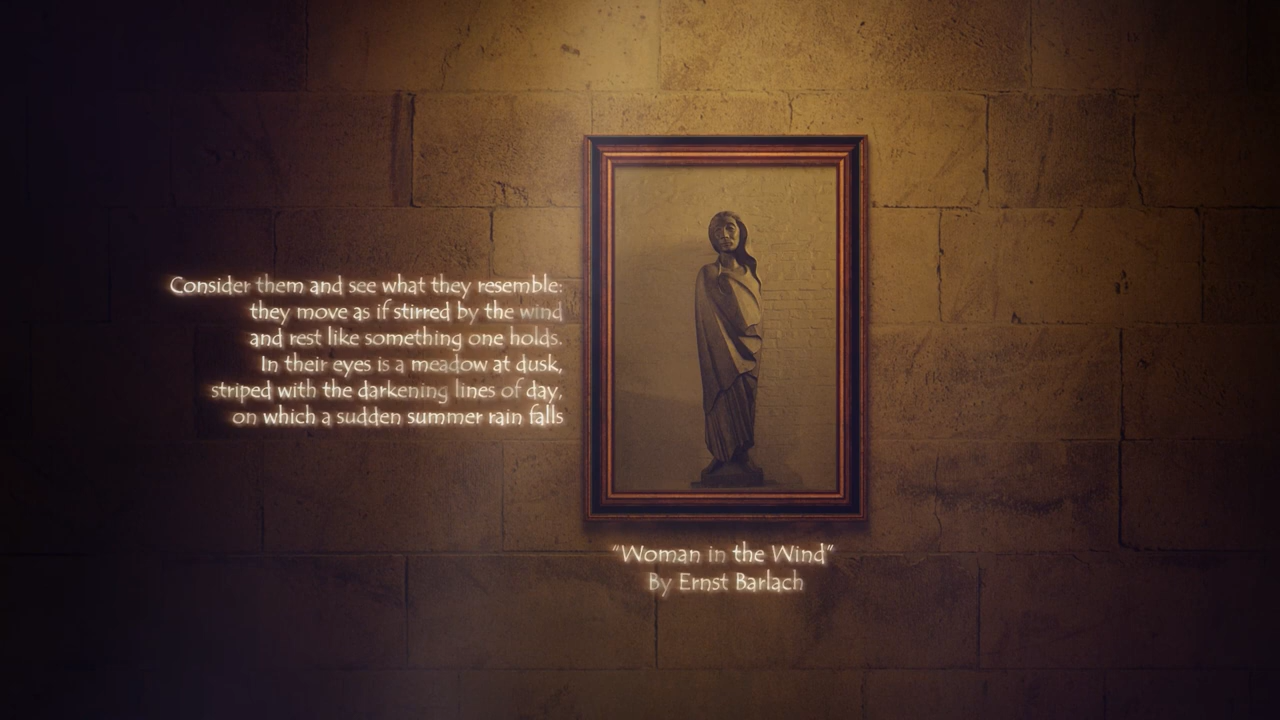 Consider them and see what they resemble:
they move as if stirred by the wind
and rest like something one holds.
In their eyes is a meadow at dusk,
striped with the darkening lines of day,
on which a sudden summer rain falls
“Woman in the Wind”
By Ernst Barlach